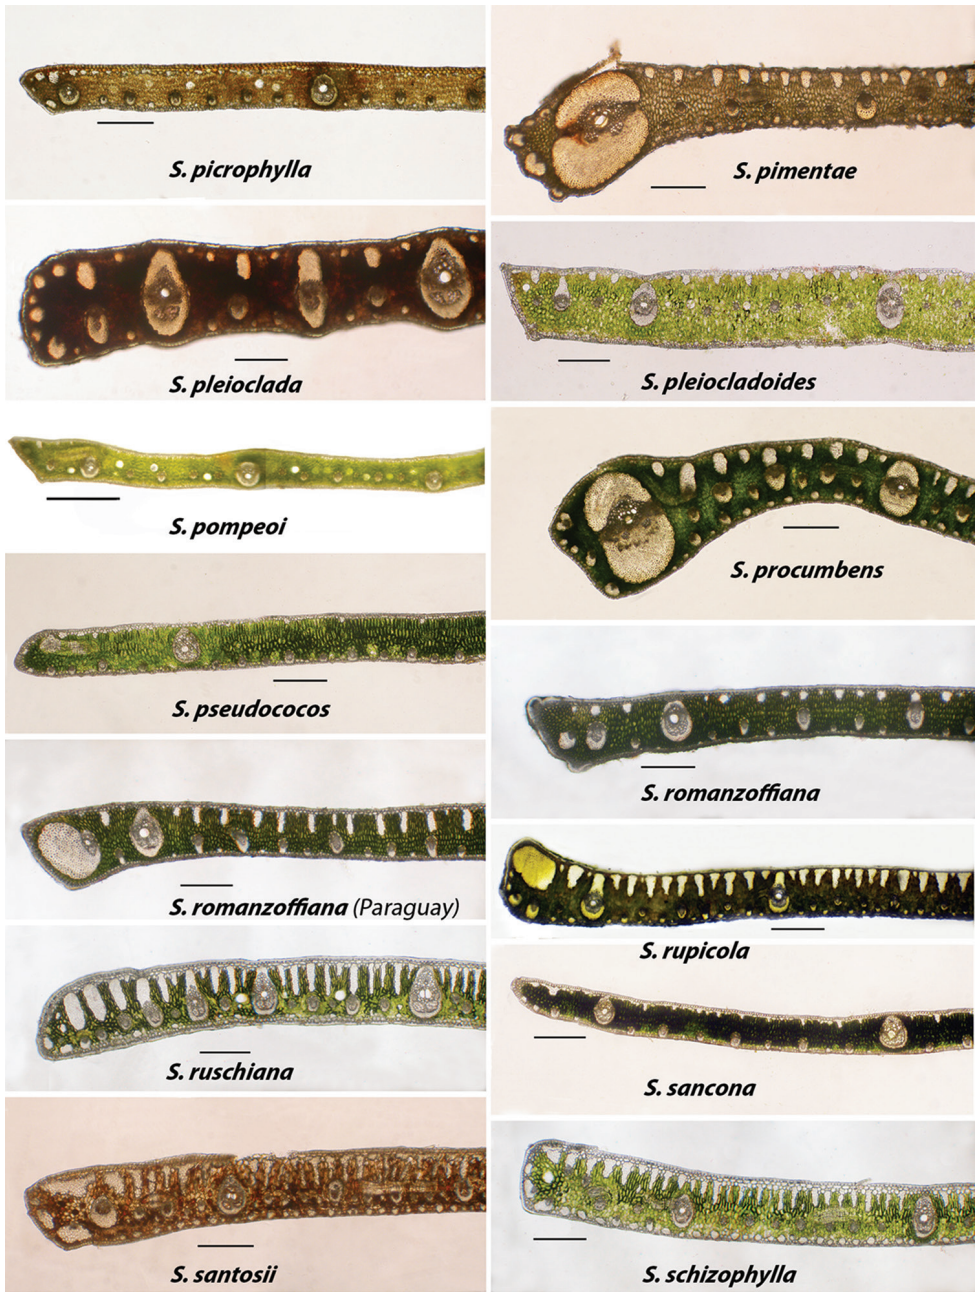 S. picrophylla
S. pimentae
S. pleioclada
S. pleiocladoides
S. pompeoi
S. procumbens
S. pseudococos
S. romanzoffiana
S. romanzoffiana (Paraguay)
S. rupicola
S. ruschiana
S. sancona
S. santosii
S. schizophylla